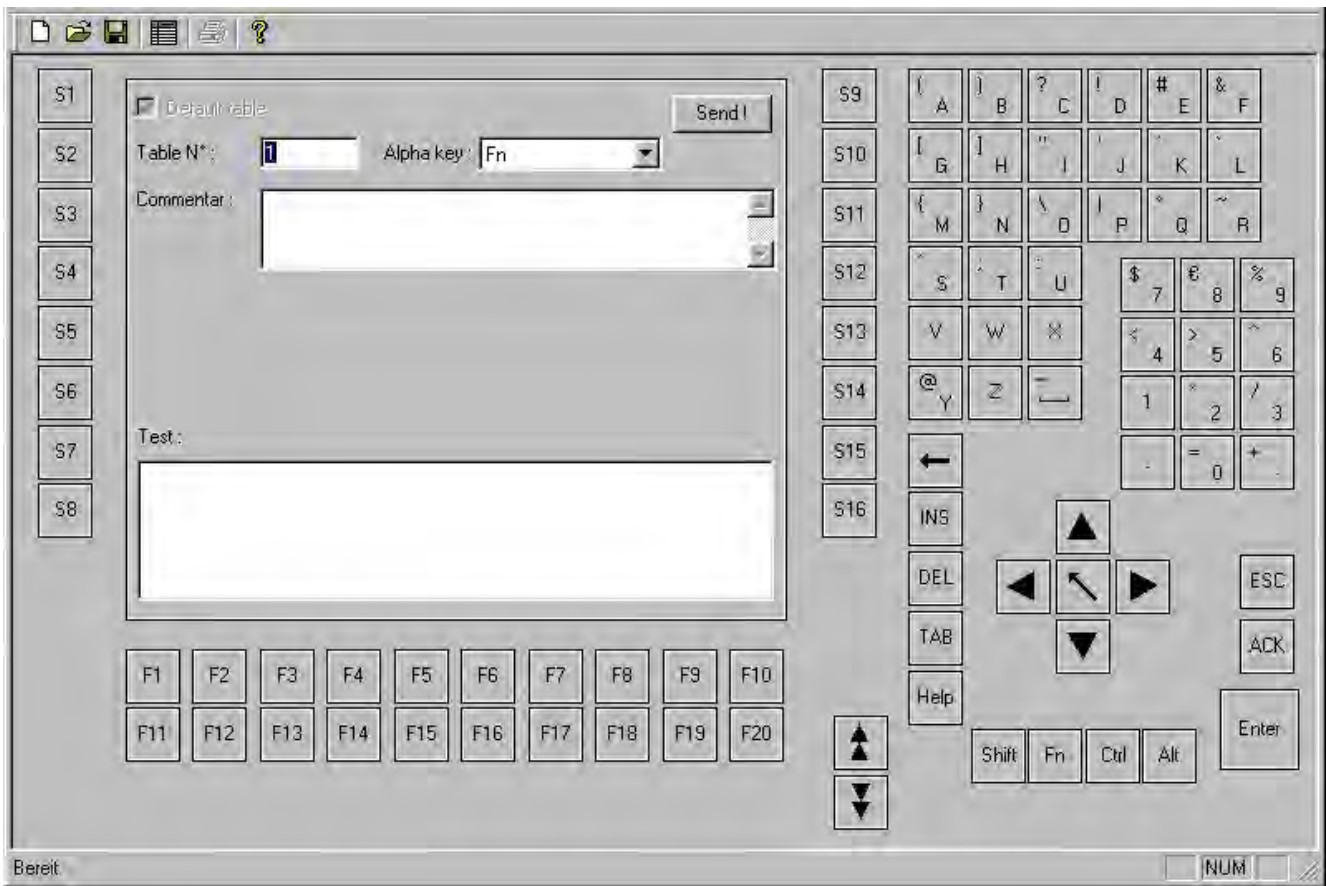 S1
Default table
Send !
Table N° : 1 Alpha key : Fn
S2
Commentar :
S3
S4
S5
S6
Test :
S7
S8
F1 F2 F3 F4 F5 F6 F7 F8 F9 F10
F11 F12 F13 F14 F15 F16 F17 F18 F19 F20
S9
S10
S11
S12
S13
S14
S15
S16
( A ) B ? C ! D # E & F
[ G ] H " I ' J ´ K ` L
{ M } N \ O | P ° Q ~ R
S T : U
V W X
@ Y Z
$ 7 € 8 % 9
< 4 > 5 ^ 6
1 * 2 / 3
= 0 + .
INS
DEL
TAB
Help
ESC
ACK
Enter
Shift Fn Ctrl Alt
Bereit
NUM